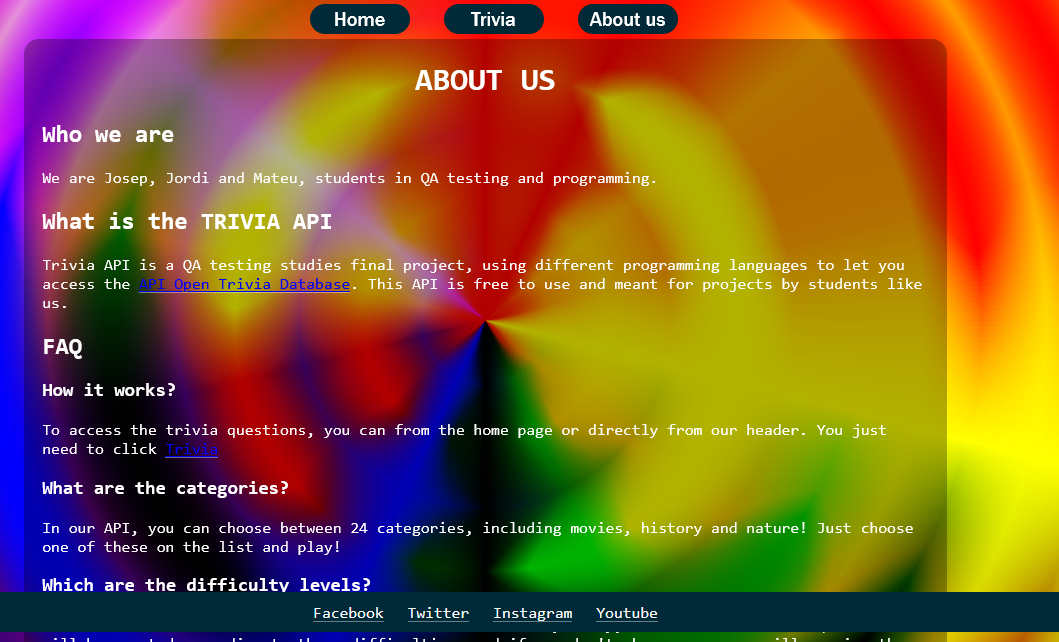 Home Trivia About us
ABOUT US
Who we are
We are Josep, Jordi and Mateu, students in QA testing and programming.
What is the TRIVIA API
Trivia API is a QA testing studies final project, using different programming languages to let you
access the API Open Trivia Database. This API is free to use and meant for projects by students like
us.
FAQ
How it works?
To access the trivia questions, you can from the home page or directly from our header. You just
need to click Trivia
What are the categories?
In our API, you can choose between 24 categories, including movies, history and nature! Just choose
one of these on the list and play!
Which are the difficulty levels?
Facebook Twitter Instagram Youtube